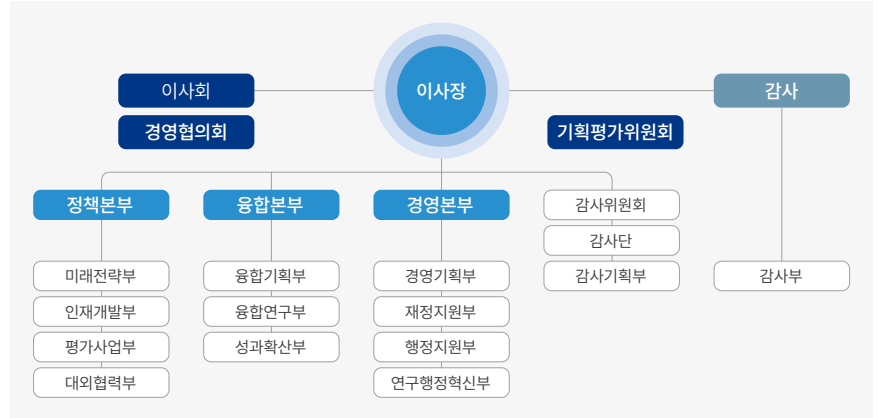 이사장
이사회
감사
경영협의회
기획평가위원회
정책본부
융합본부
경영본부
감사위원회
감사단
미래전략부
융합기획부
경영기획부
감사기획부
감사부
인재개발부
융합연구부
재정지원부
평가사업부
성과확산부
행정지원부
대외협력부
연구행정혁신부